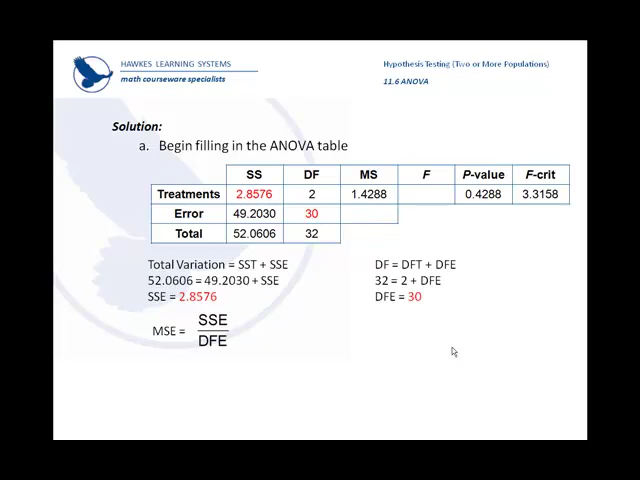 HAWKES LEARNING SYSTEMS
math courseware specialists
Hypothesis Testing (Two or More Populations)
11.6 ANOVA
Solution:
a. Begin filling in the ANOVA table
SS DF MS F P-value F-crit
Treatments 2.8576 2 1.4288 0.4288 3.3158
Error 49.2030 30
Total 52.0606 32
Total Variation = SST + SSE
52.0606 = 49.2030 + SSE
SSE = 2.8576
DF = DFT + DFE
32 = 2 + DFE
DFE = 30
MSE = SSE
DFE